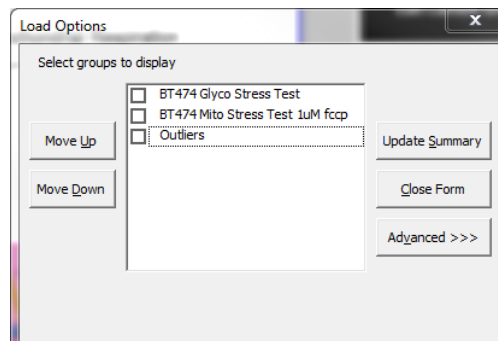 Load Options
X
Select groups to display
BT474 Glyco Stress Test
BT474 Mito Stress Test 1uM fccp
Outliers
Move Up
Move Down
Update Summary
Close Form
Advanced >>>